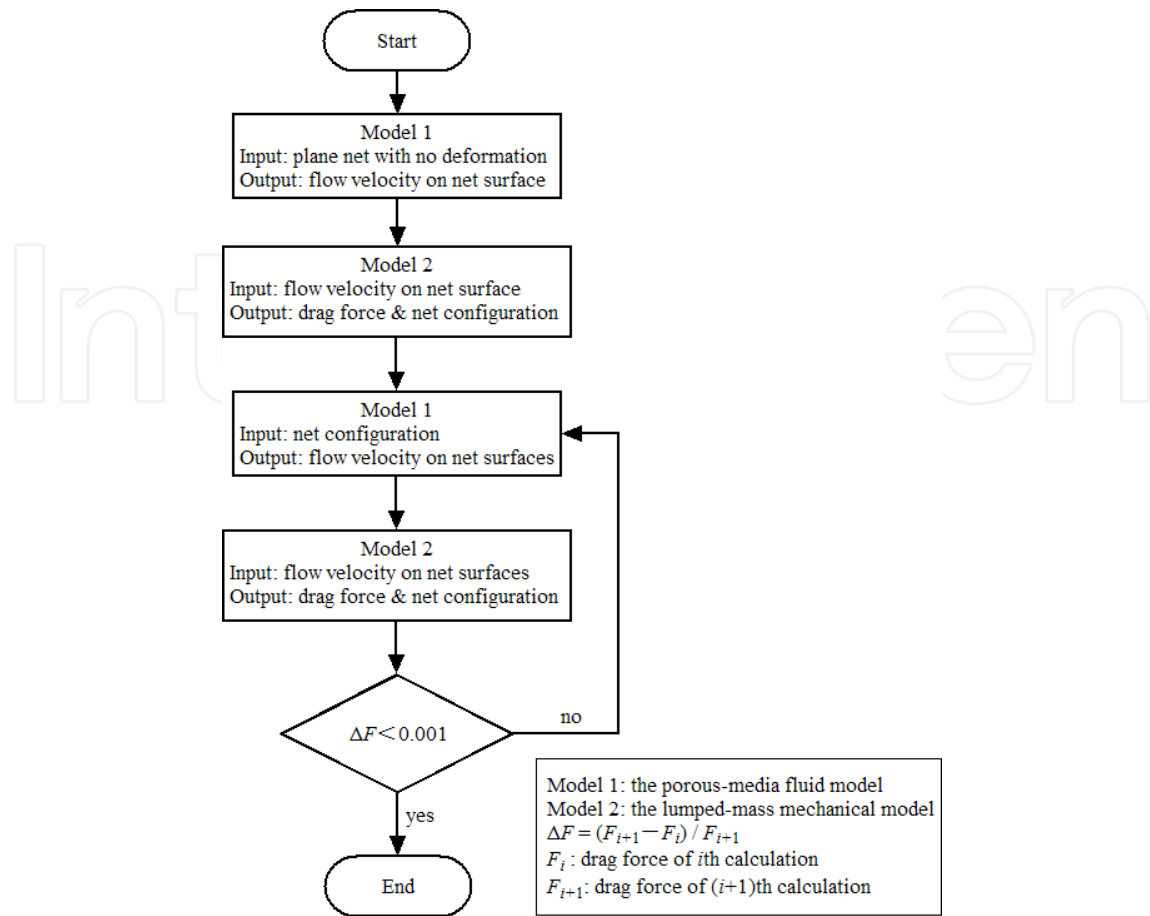 Start
Model 1
Input: plane net with no deformation
Output: flow velocity on net surface
Model 2
Input: flow velocity on net surface
Output: drag force & net configuration
Model 1
Input: net configuration
Output: flow velocity on net surfaces
Model 2
Input: flow velocity on net surfaces
Output: drag force & net configuration
ΔF＜0.001
no
yes
End
Model 1: the porous-media fluid model
Model 2: the lumped-mass mechanical model
ΔF = (Fi+1−Fi) / Fi+1
Fi : drag force of ith calculation
Fi+1: drag force of (i+1)th calculation
Int
en